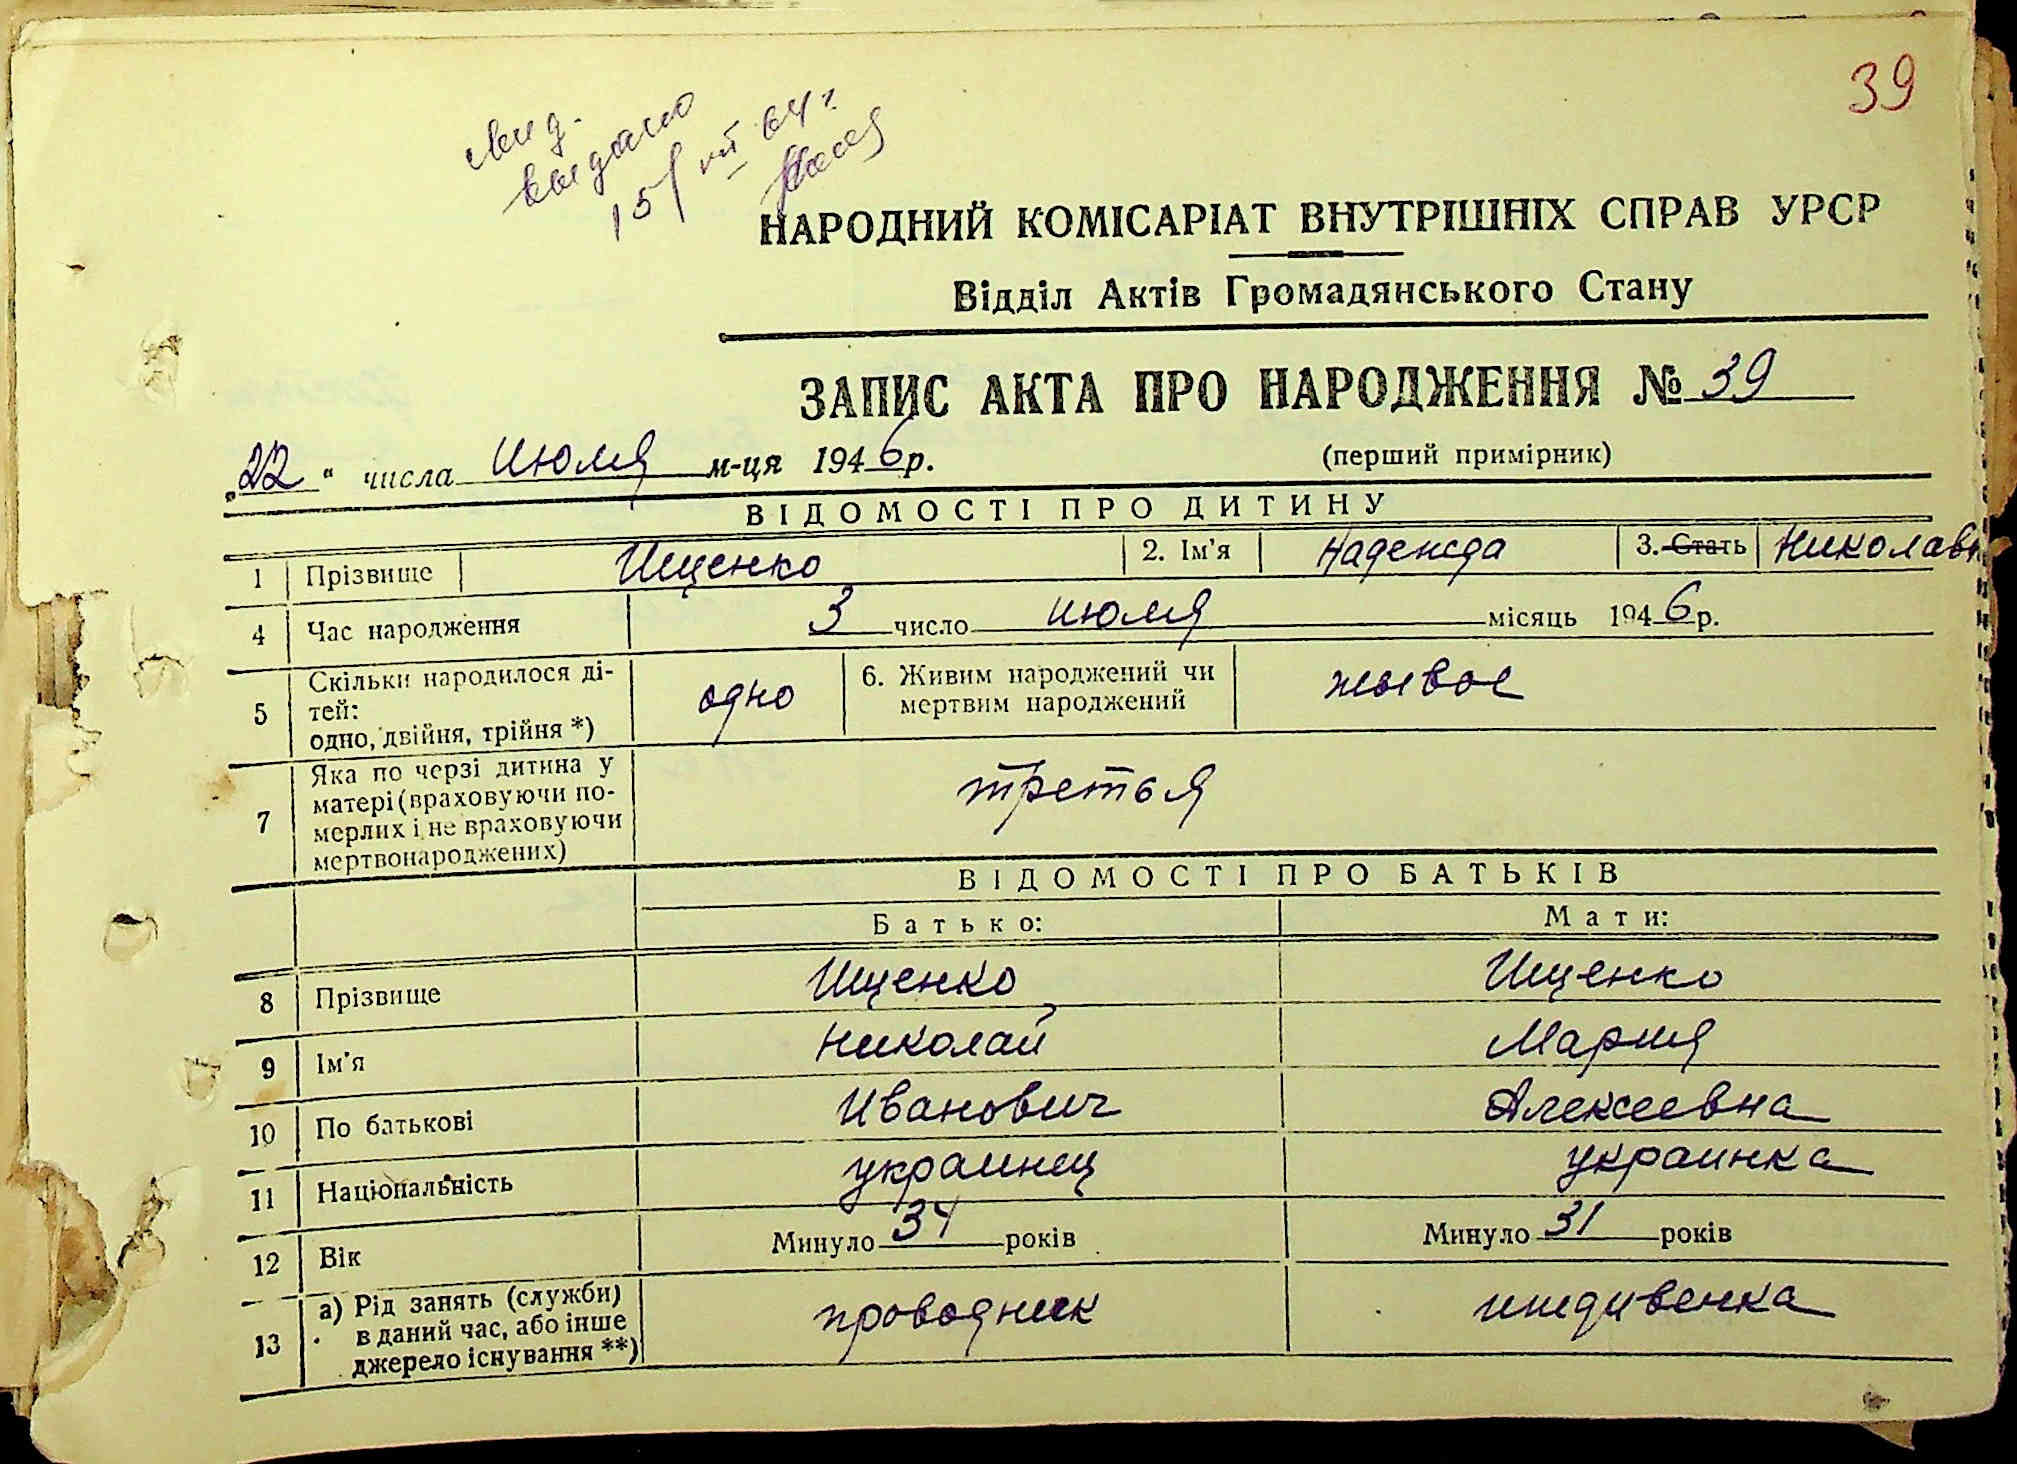 39
выдано
15/VII 64 г.
НАРОДНИЙ КОМІСАРІАТ ВНУТРІШНІХ СПРАВ УРСР
Відділ Актів Громадянського Стану
ЗАПИС АКТА ПРО НАРОДЖЕННЯ № 39
„22“ числа июля м-ця 1946 р. (перший примірник)
ВІДОМОСТІ ПРО ДИТИНУ
1 Прізвище Ищенко 2. Ім'я Надежда 3. Стать Николавн
4 Час народження 3 число июля місяць 1946 р.
5 Скільки народилося ді-
тей:
одно, двійня, трійня *) одно 6. Живим народжений чи
мертвим народжений живое
7 Яка по черзі дитина у
матері (враховуючи по-
мерлих і не враховуючи
мертвонароджених) третья
ВІДОМОСТІ ПРО БАТЬКІВ
Батько: Мати:
8 Прізвище Ищенко Ищенко
9 Ім'я Николай Мария
10 По батькові Иванович Алексеевна
11 Національність украинец украинка
12 Вік Минуло 34 років Минуло 31 років
13 а) Рід занять (служби)
в даний час, або інше
джерело існування **) проводник иждивенка